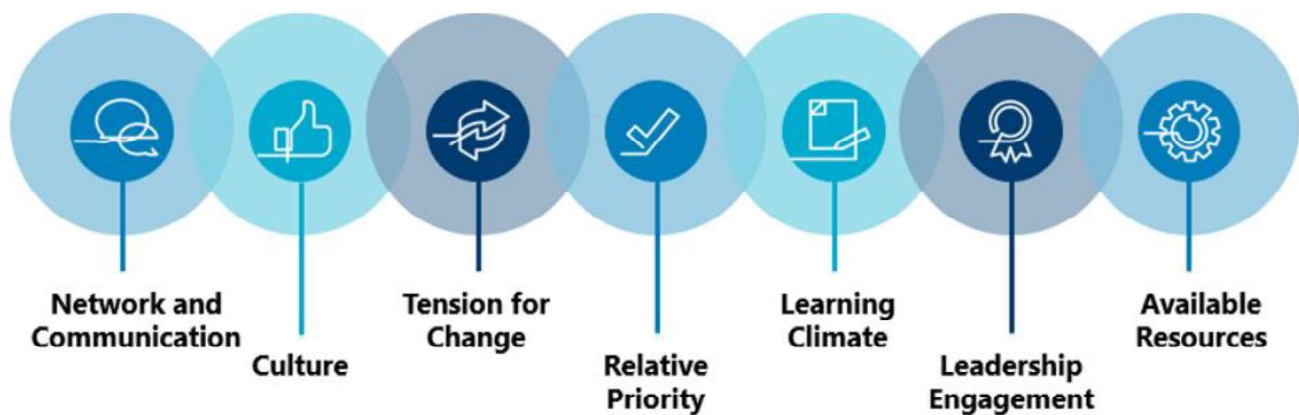 Network and
Communication
Culture
Tension for
Change
Relative
Priority
Learning
Climate
Leadership
Engagement
Available
Resources